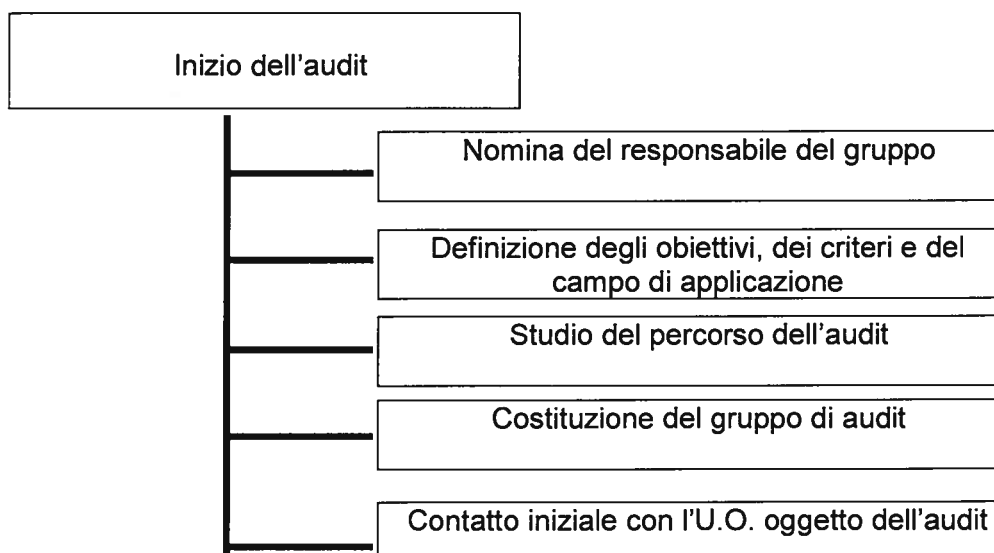 Inizio dell'audit
Nomina del responsabile del gruppo
Definizione degli obiettivi, dei criteri e del
campo di applicazione
Studio del percorso dell'audit
Costituzione del gruppo di audit
Contatto iniziale con l'U.O. oggetto dell'audit